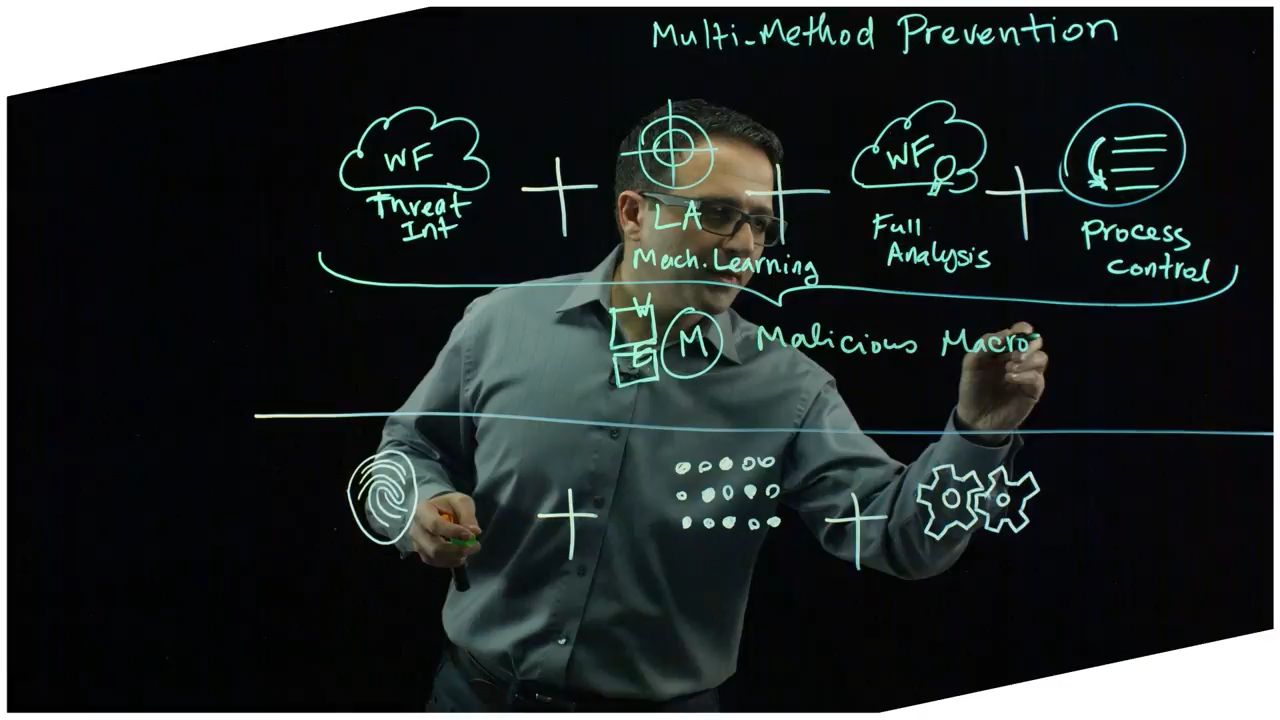 Multi-Method Prevention
WF
Threat
Int
LA
Mach. Learning
WF
Full
Analysis
Process
control
W
E
M
Malicious Macro